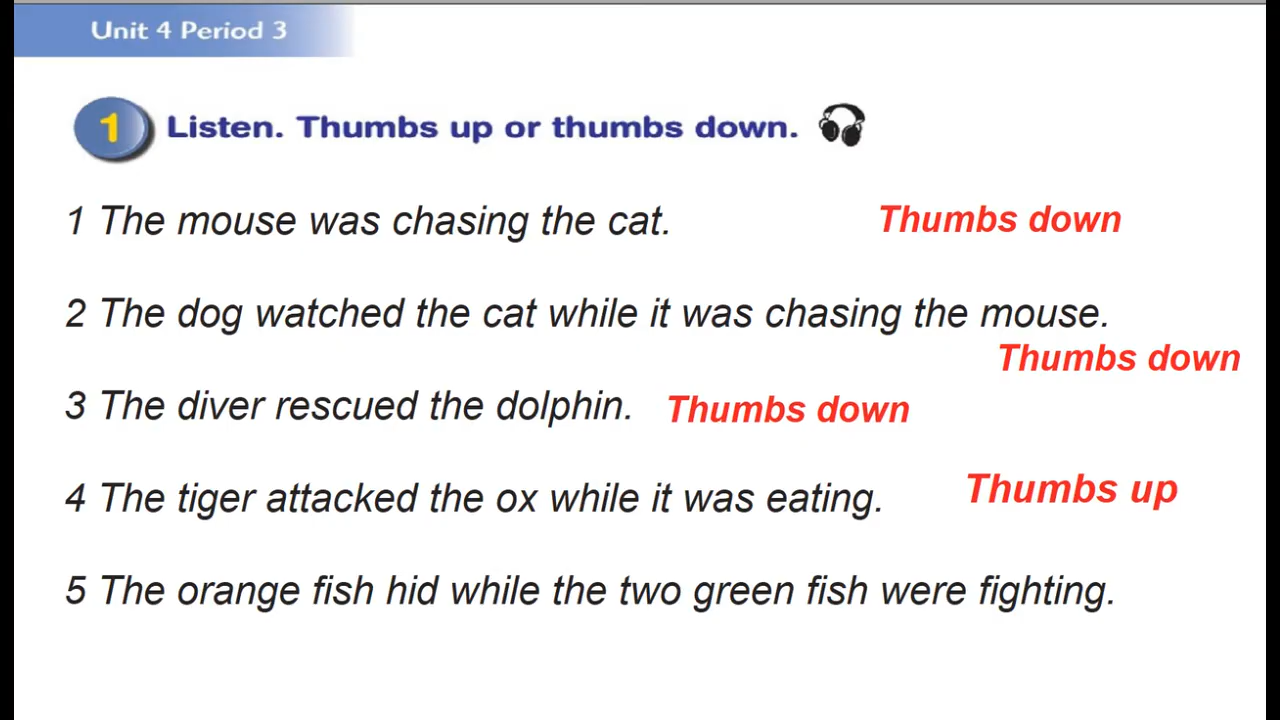 Unit 4 Period 3
1 Listen. Thumbs up or thumbs down.
1 The mouse was chasing the cat. Thumbs down
2 The dog watched the cat while it was chasing the mouse.
Thumbs down
3 The diver rescued the dolphin. Thumbs down
4 The tiger attacked the ox while it was eating. Thumbs up
5 The orange fish hid while the two green fish were fighting.